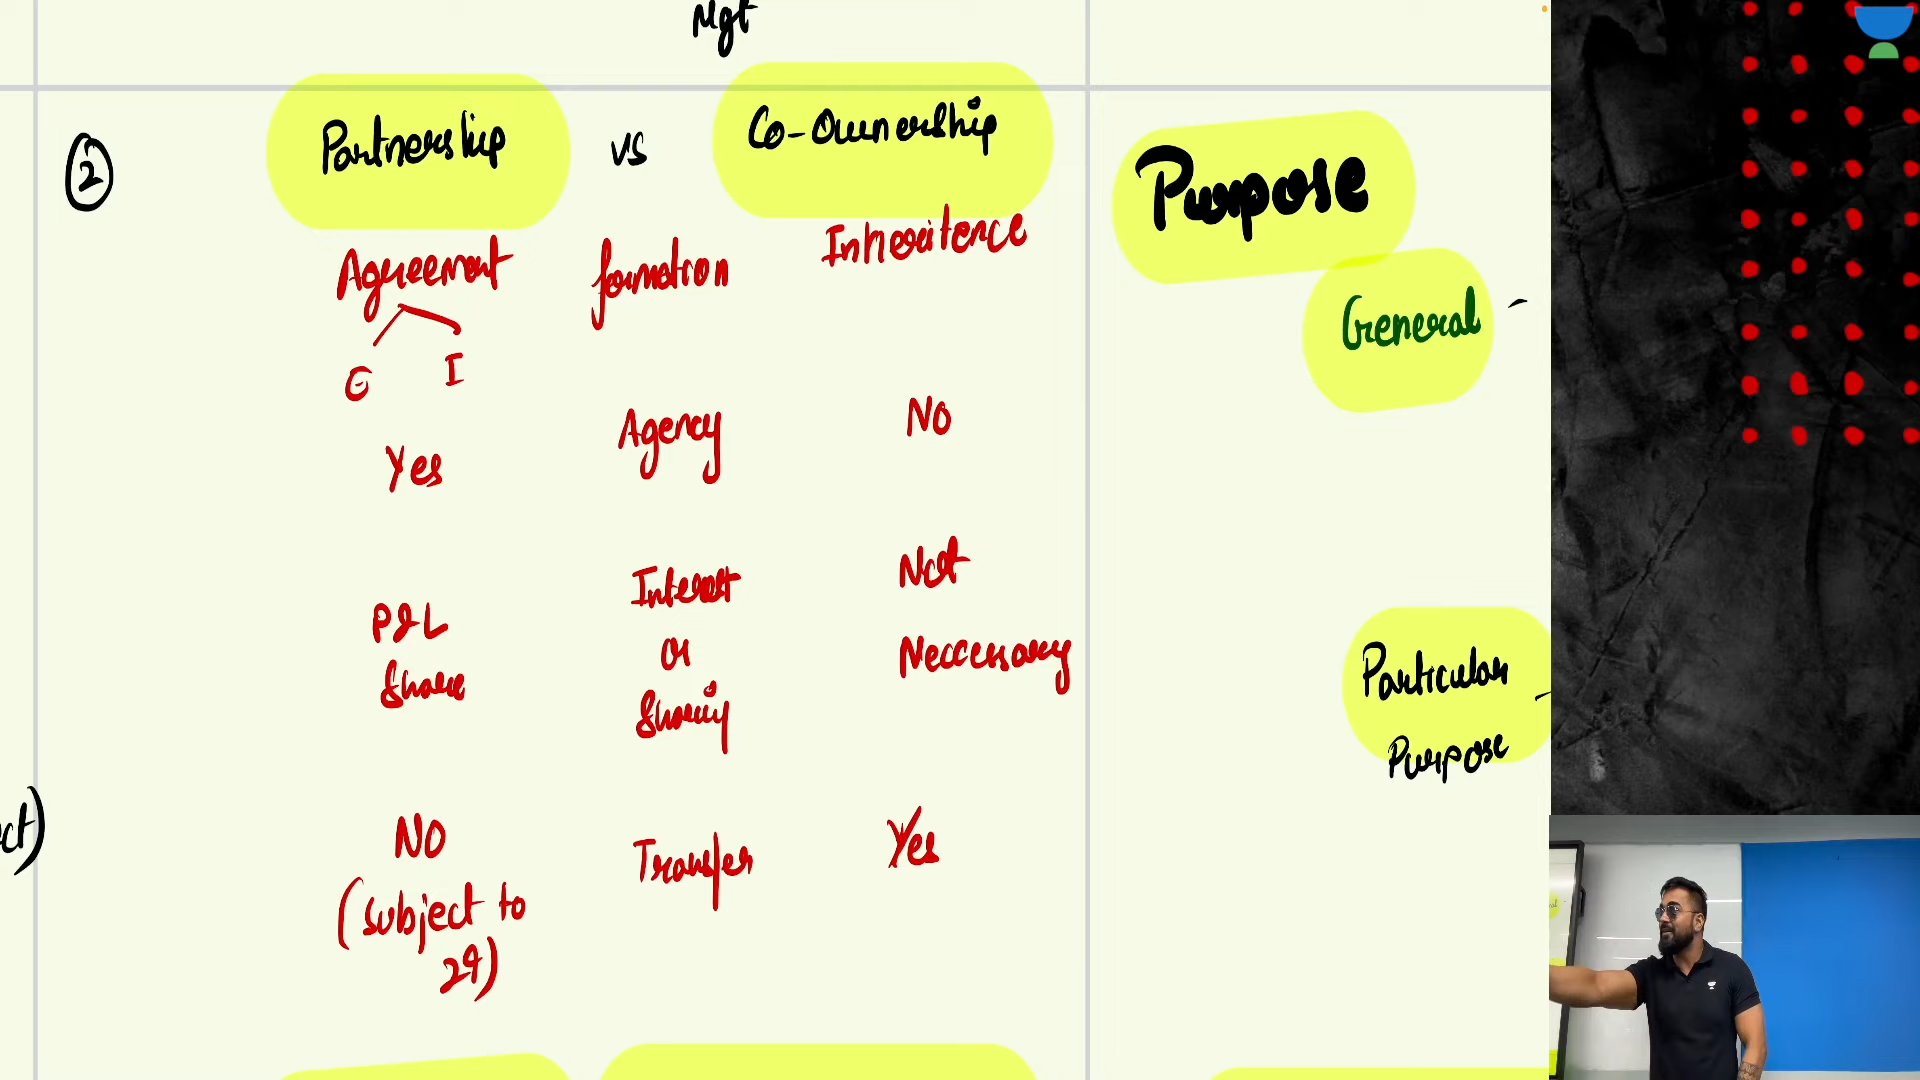 Mgt
② Partnership vs Co-Ownership
Agreement formation Inheritence
E I
Yes Agency No
P&L Share Interest or Sharing Not Neccessary
NO (Subject to 29) Transfer Yes
ct)
Purpose
General -
Particular -
Purpose